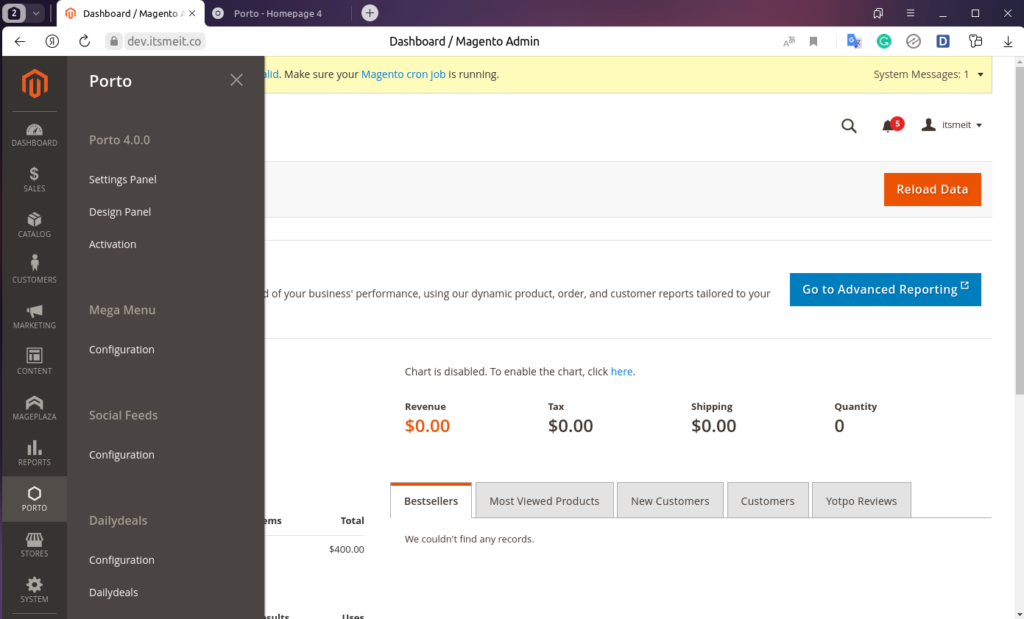 2
Dashboard / Magento A
Porto - Homepage 4
dev.itsmeit.co
Dashboard / Magento Admin
alid. Make sure your Magento cron job is running.
System Messages: 1
Porto
5
itsmeit
DASHBOARD
SALES
CATALOG
CUSTOMERS
MARKETING
CONTENT
MAGEPLAZA
REPORTS
PORTO
STORES
SYSTEM
Porto 4.0.0
Settings Panel
Design Panel
Activation
Mega Menu
Configuration
Social Feeds
Configuration
Dailydeals
Configuration
Dailydeals
Reload Data
d of your business' performance, using our dynamic product, order, and customer reports tailored to your
Go to Advanced Reporting
Chart is disabled. To enable the chart, click here.
Revenue Tax Shipping Quantity
$0.00 $0.00 $0.00 0
Bestsellers Most Viewed Products New Customers Customers Yotpo Reviews
We couldn't find any records.
ems Total
$400.00
sults Uses